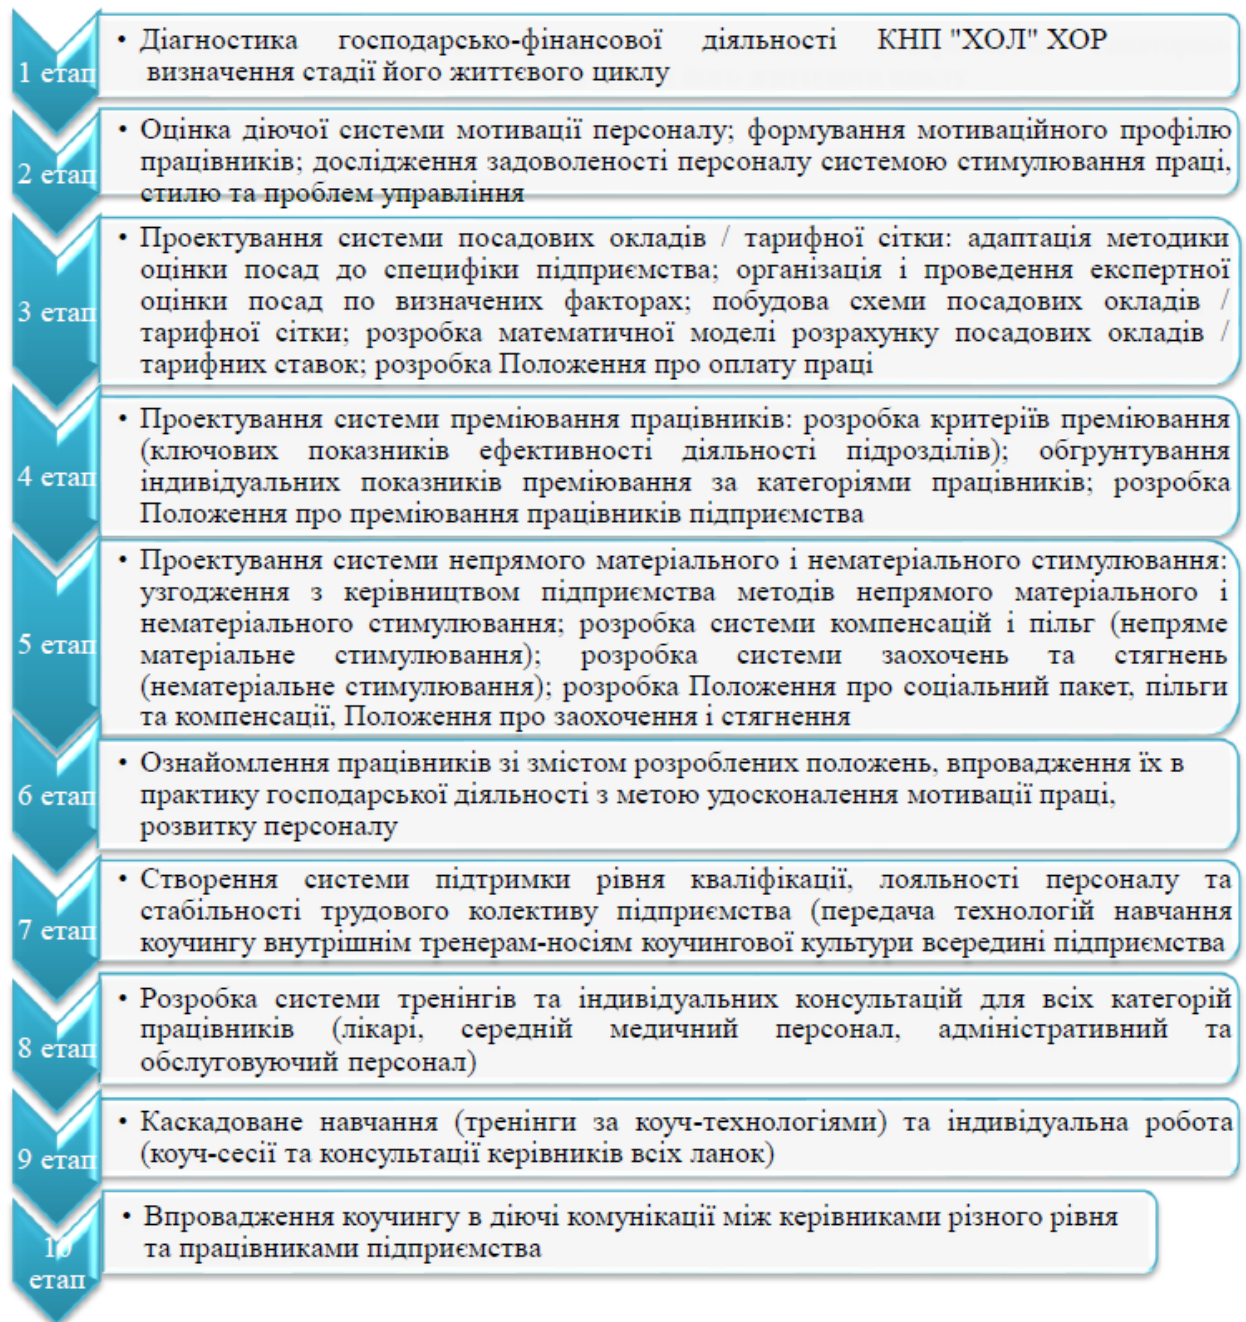 1 етап
• Діагностика господарсько-фінансової діяльності КНП "ХОЛ" ХОР
визначення стадії його життєвого циклу
2 етап
• Оцінка діючої системи мотивації персоналу; формування мотиваційного профілю
працівників; дослідження задоволеності персоналу системою стимулювання праці,
стилю та проблем управління
3 етап
• Проектування системи посадових окладів / тарифної сітки: адаптація методики
оцінки посад до специфіки підприємства; організація і проведення експертної
оцінки посад по визначених факторах; побудова схеми посадових окладів /
тарифної сітки; розробка математичної моделі розрахунку посадових окладів /
тарифних ставок; розробка Положення про оплату праці
4 етап
• Проектування системи преміювання працівників: розробка критеріїв преміювання
(ключових показників ефективності діяльності підрозділів); обгрунтування
індивідуальних показників преміювання за категоріями працівників; розробка
Положення про преміювання працівників підприємства
5 етап
• Проектування системи непрямого матеріального і нематеріального стимулювання:
узгодження з керівництвом підприємства методів непрямого матеріального і
нематеріального стимулювання; розробка системи компенсацій і пільг (непряме
матеріальне стимулювання); розробка системи заохочень та стягнень
(нематеріальне стимулювання); розробка Положення про соціальний пакет, пільги
та компенсації, Положення про заохочення і стягнення
6 етап
• Ознайомлення працівників зі змістом розроблених положень, впровадження їх в
практику господарської діяльності з метою удосконалення мотивації праці,
розвитку персоналу
7 етап
• Створення системи підтримки рівня кваліфікації, лояльності персоналу та
стабільності трудового колективу підприємства (передача технологій навчання
коучингу внутрішнім тренерам-носіям коучингової культури всередині підприємства
8 етап
• Розробка системи тренінгів та індивідуальних консультацій для всіх категорій
працівників (лікарі, середній медичний персонал, адміністративний та
обслуговуючий персонал)
9 етап
• Каскадоване навчання (тренінги за коуч-технологіями) та індивідуальна робота
(коуч-сесії та консультації керівників всіх ланок)
10
етап
• Впровадження коучингу в діючі комунікації між керівниками різного рівня
та працівниками підприємства